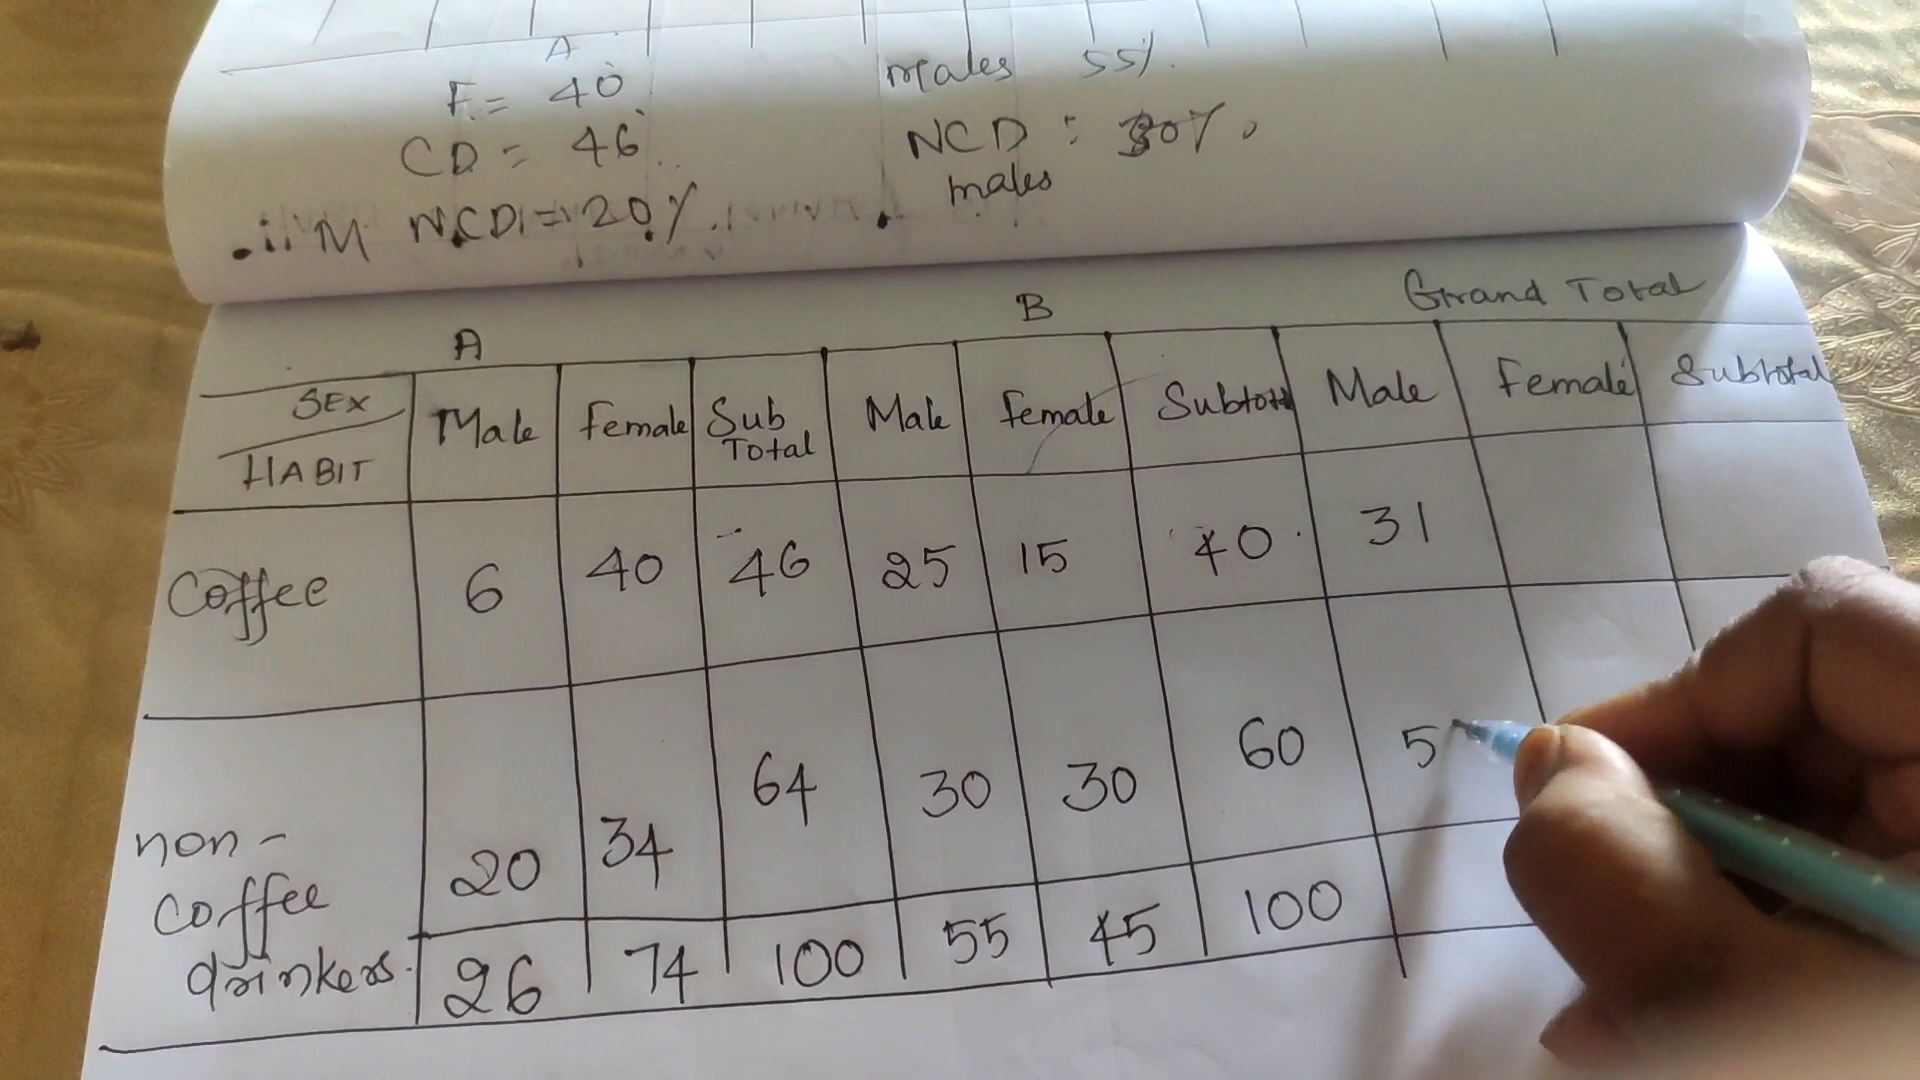 A
F = 40
CD = 46
M NCD = 20%
males 55%
NCD : 30%
males
A
B
Grand Total
SEX
HABIT
Male Female Sub Total Male Female Subtotal Male Female Subtotal
Coffee 6 40 46 25 15 40 31
non-coffee drinkers 20 34 64 30 30 60 5
26 74 100 55 45 100